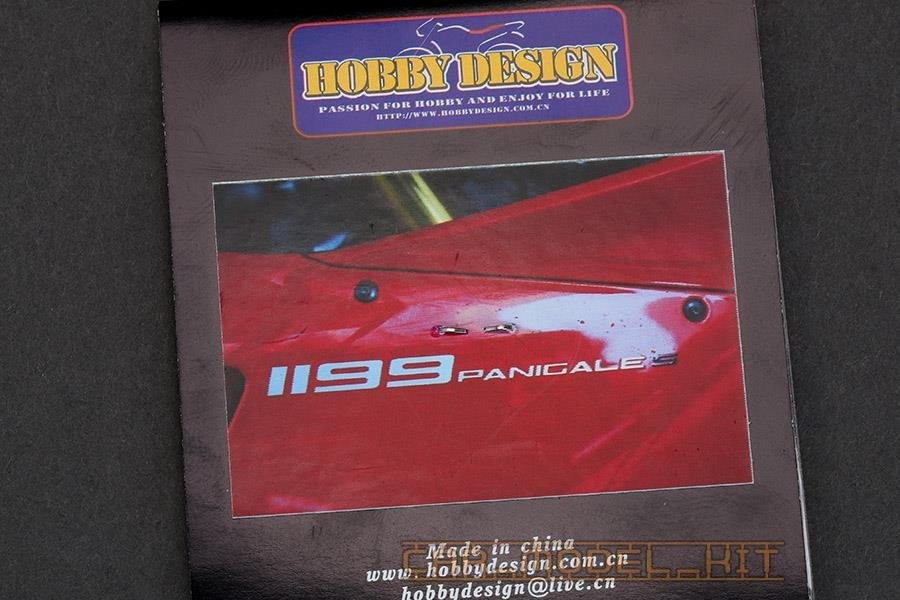 HOBBY DESIGN
PASSION FOR HOBBY AND ENJOY FOR LIFE
HTTP://WWW.HOBBYDESIGN.COM.CN
1199 PANIGALE S
Made in china
www.hobbydesign.com.cn
CAR_MODEL_KIT
hobbydesign@live.cn